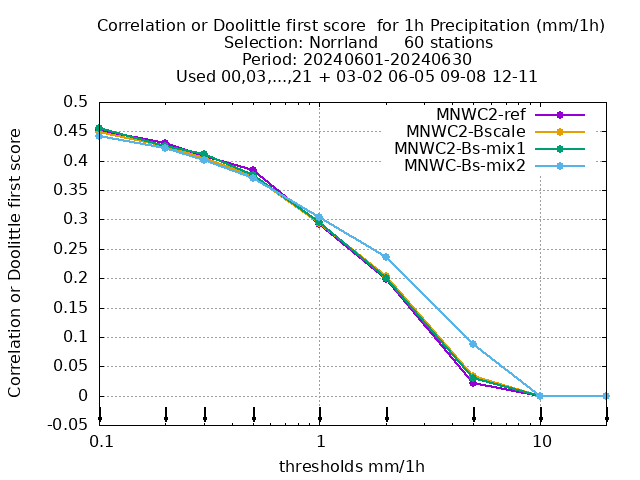 Correlation or Doolittle first score  for 1h Precipitation (mm/1h)
Selection: Norrland     60 stations
Period: 20240601-20240630
Used 00,03,...,21 + 03-02 06-05 09-08 12-11
MNWC2-ref
MNWC2-Bscale
MNWC2-Bs-mix1
MNWC-Bs-mix2
Correlation or Doolittle first score
0.5
0.45
0.4
0.35
0.3
0.25
0.2
0.15
0.1
0.05
0
-0.05
0.1 1 10
thresholds mm/1h